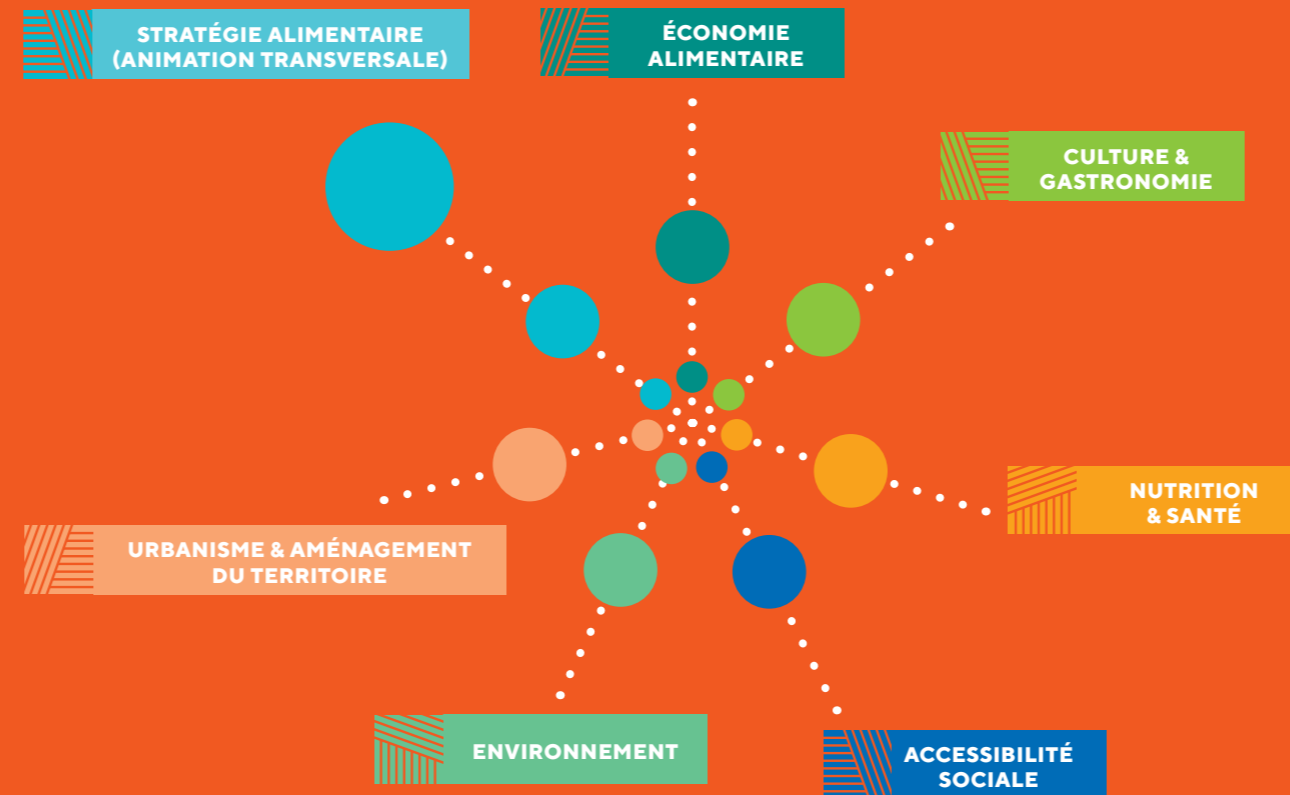 STRATÉGIE ALIMENTAIRE
(ANIMATION TRANSVERSALE)
ÉCONOMIE
ALIMENTAIRE
CULTURE &
GASTRONOMIE
NUTRITION
& SANTÉ
URBANISME & AMÉNAGEMENT
DU TERRITOIRE
ENVIRONNEMENT
ACCESSIBILITÉ
SOCIALE